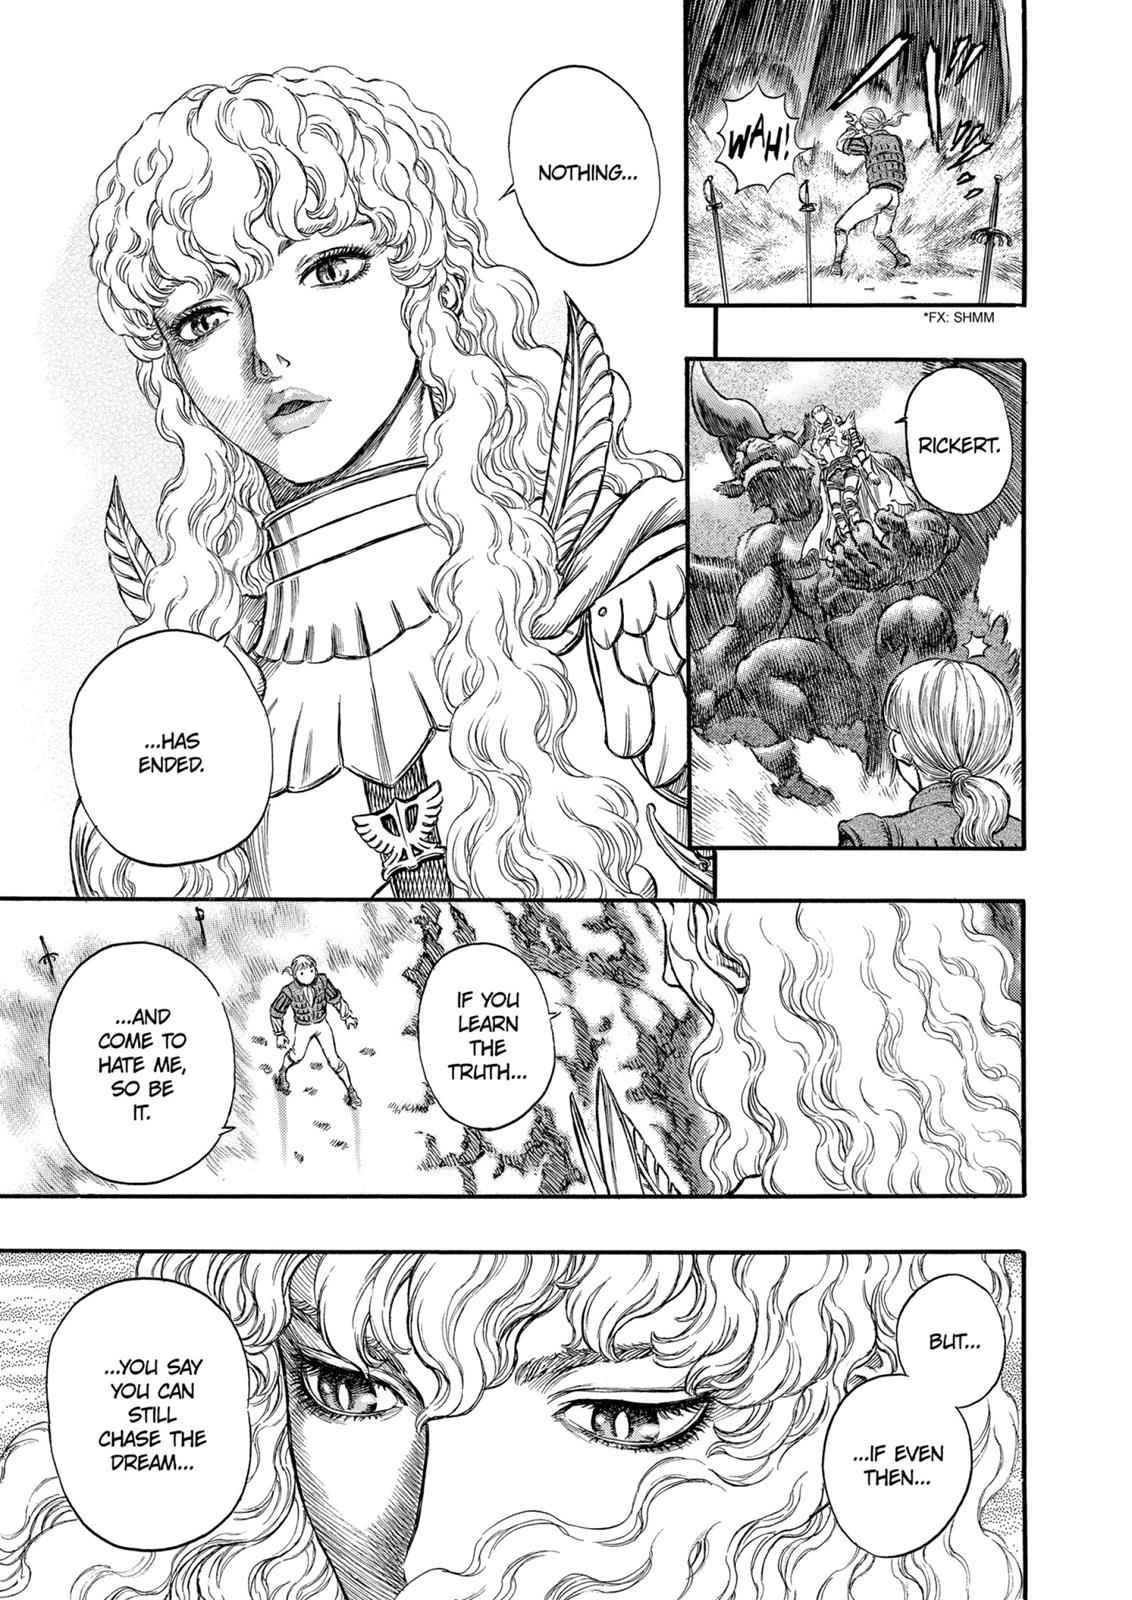 WAH!
*FX: SHMM
RICKERT.
NOTHING...
...HAS
ENDED.
IF YOU
LEARN
THE
TRUTH...
...AND
COME TO
HATE ME,
SO BE
IT.
BUT...
...IF EVEN
THEN...
...YOU SAY
YOU CAN
STILL
CHASE THE
DREAM...